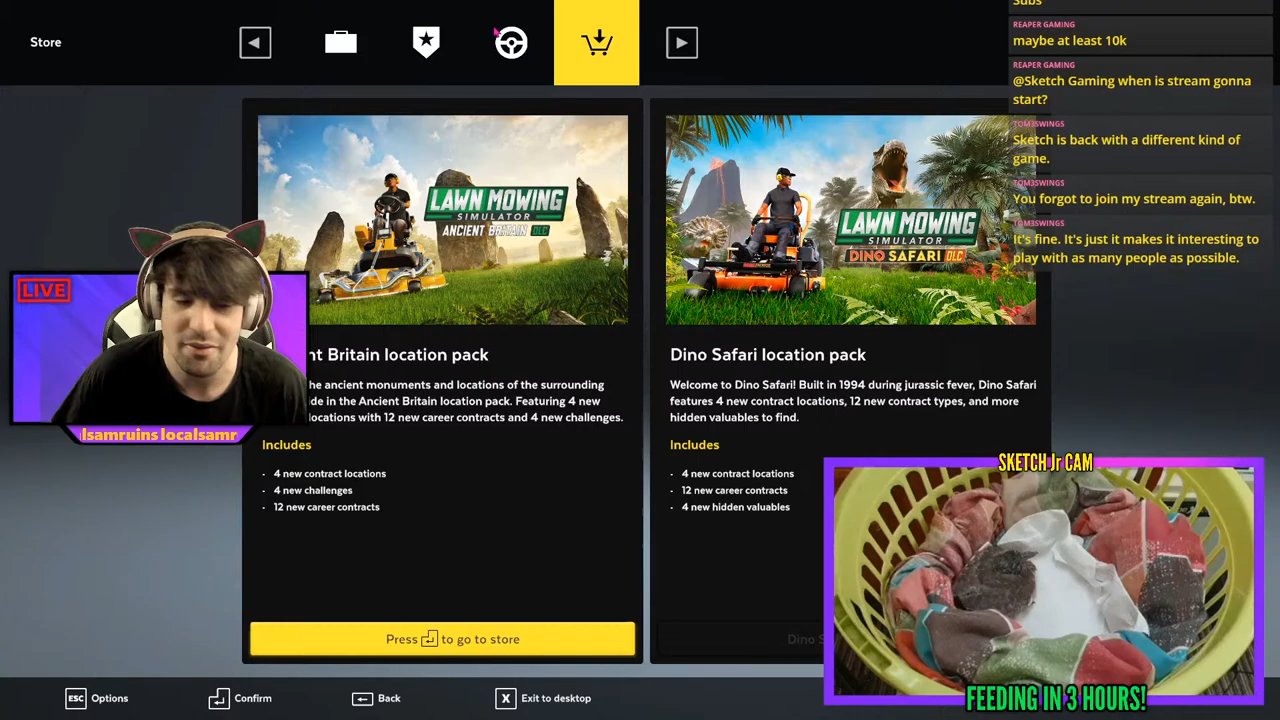 Store
Subs
REAPER GAMING
maybe at least 10k
REAPER GAMING
@Sketch Gaming when is stream gonna
start?
TOM3SWINGS
Sketch is back with a different kind of
game.
TOM3SWINGS
You forgot to join my stream again, btw.
TOM3SWINGS
It's fine. It's just it makes it interesting to
play with as many people as possible.
LAWN MOWING
SIMULATOR
ANCIENT BRITAIN DLC
LAWN MOWING
SIMULATOR
DINO SAFARI DLC
LIVE
lsamruins localsamr
nt Britain location pack
he ancient monuments and locations of the surrounding
ide in the Ancient Britain location pack. Featuring 4 new
locations with 12 new career contracts and 4 new challenges.
Includes
- 4 new contract locations
- 4 new challenges
- 12 new career contracts
Press to go to store
Dino Safari location pack
Welcome to Dino Safari! Built in 1994 during jurassic fever, Dino Safari
features 4 new contract locations, 12 new contract types, and more
hidden valuables to find.
Includes
- 4 new contract locations
- 12 new career contracts
- 4 new hidden valuables
Dino S
SKETCH Jr CAM
FEEDING IN 3 HOURS!
ESC Options
Confirm
Back
X Exit to desktop